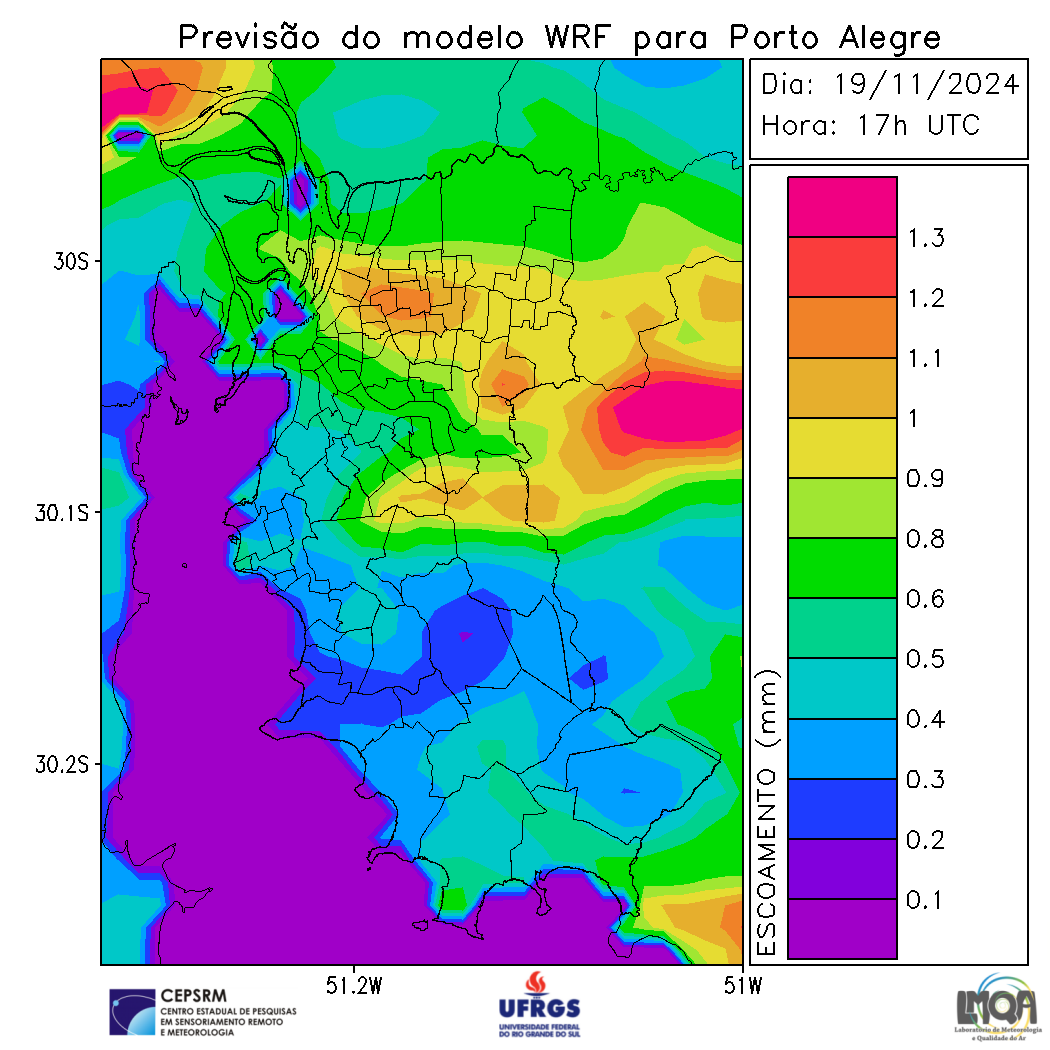 Previsão do modelo WRF para Porto Alegre
Dia: 19/11/2024
Hora: 17h UTC
30S
30.1S
30.2S
51.2W
51W
ESCOAMENTO (mm)
1.3
1.2
1.1
1
0.9
0.8
0.6
0.5
0.4
0.3
0.2
0.1
CEPSRM
CENTRO ESTADUAL DE PESQUISAS
EM SENSORIAMENTO REMOTO
E METEOROLOGIA
UFRGS
UNIVERSIDADE FEDERAL
DO RIO GRANDE DO SUL
LMQA
Laboratório de Meteorologia
e Qualidade do Ar